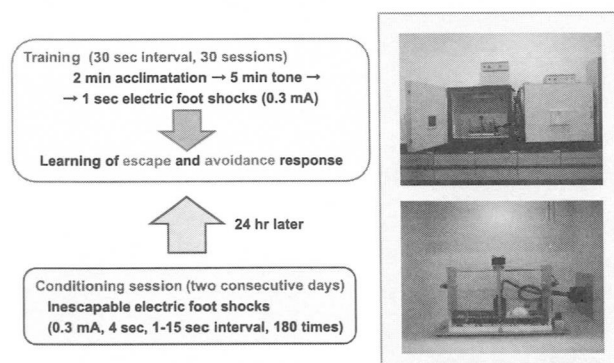 Training (30 sec interval, 30 sessions)
2 min acclimatation → 5 min tone →
→ 1 sec electric foot shocks (0.3 mA)
Learning of escape and avoidance response
24 hr later
Conditioning session (two consecutive days)
Inescapable electric foot shocks
(0.3 mA, 4 sec, 1-15 sec interval, 180 times)